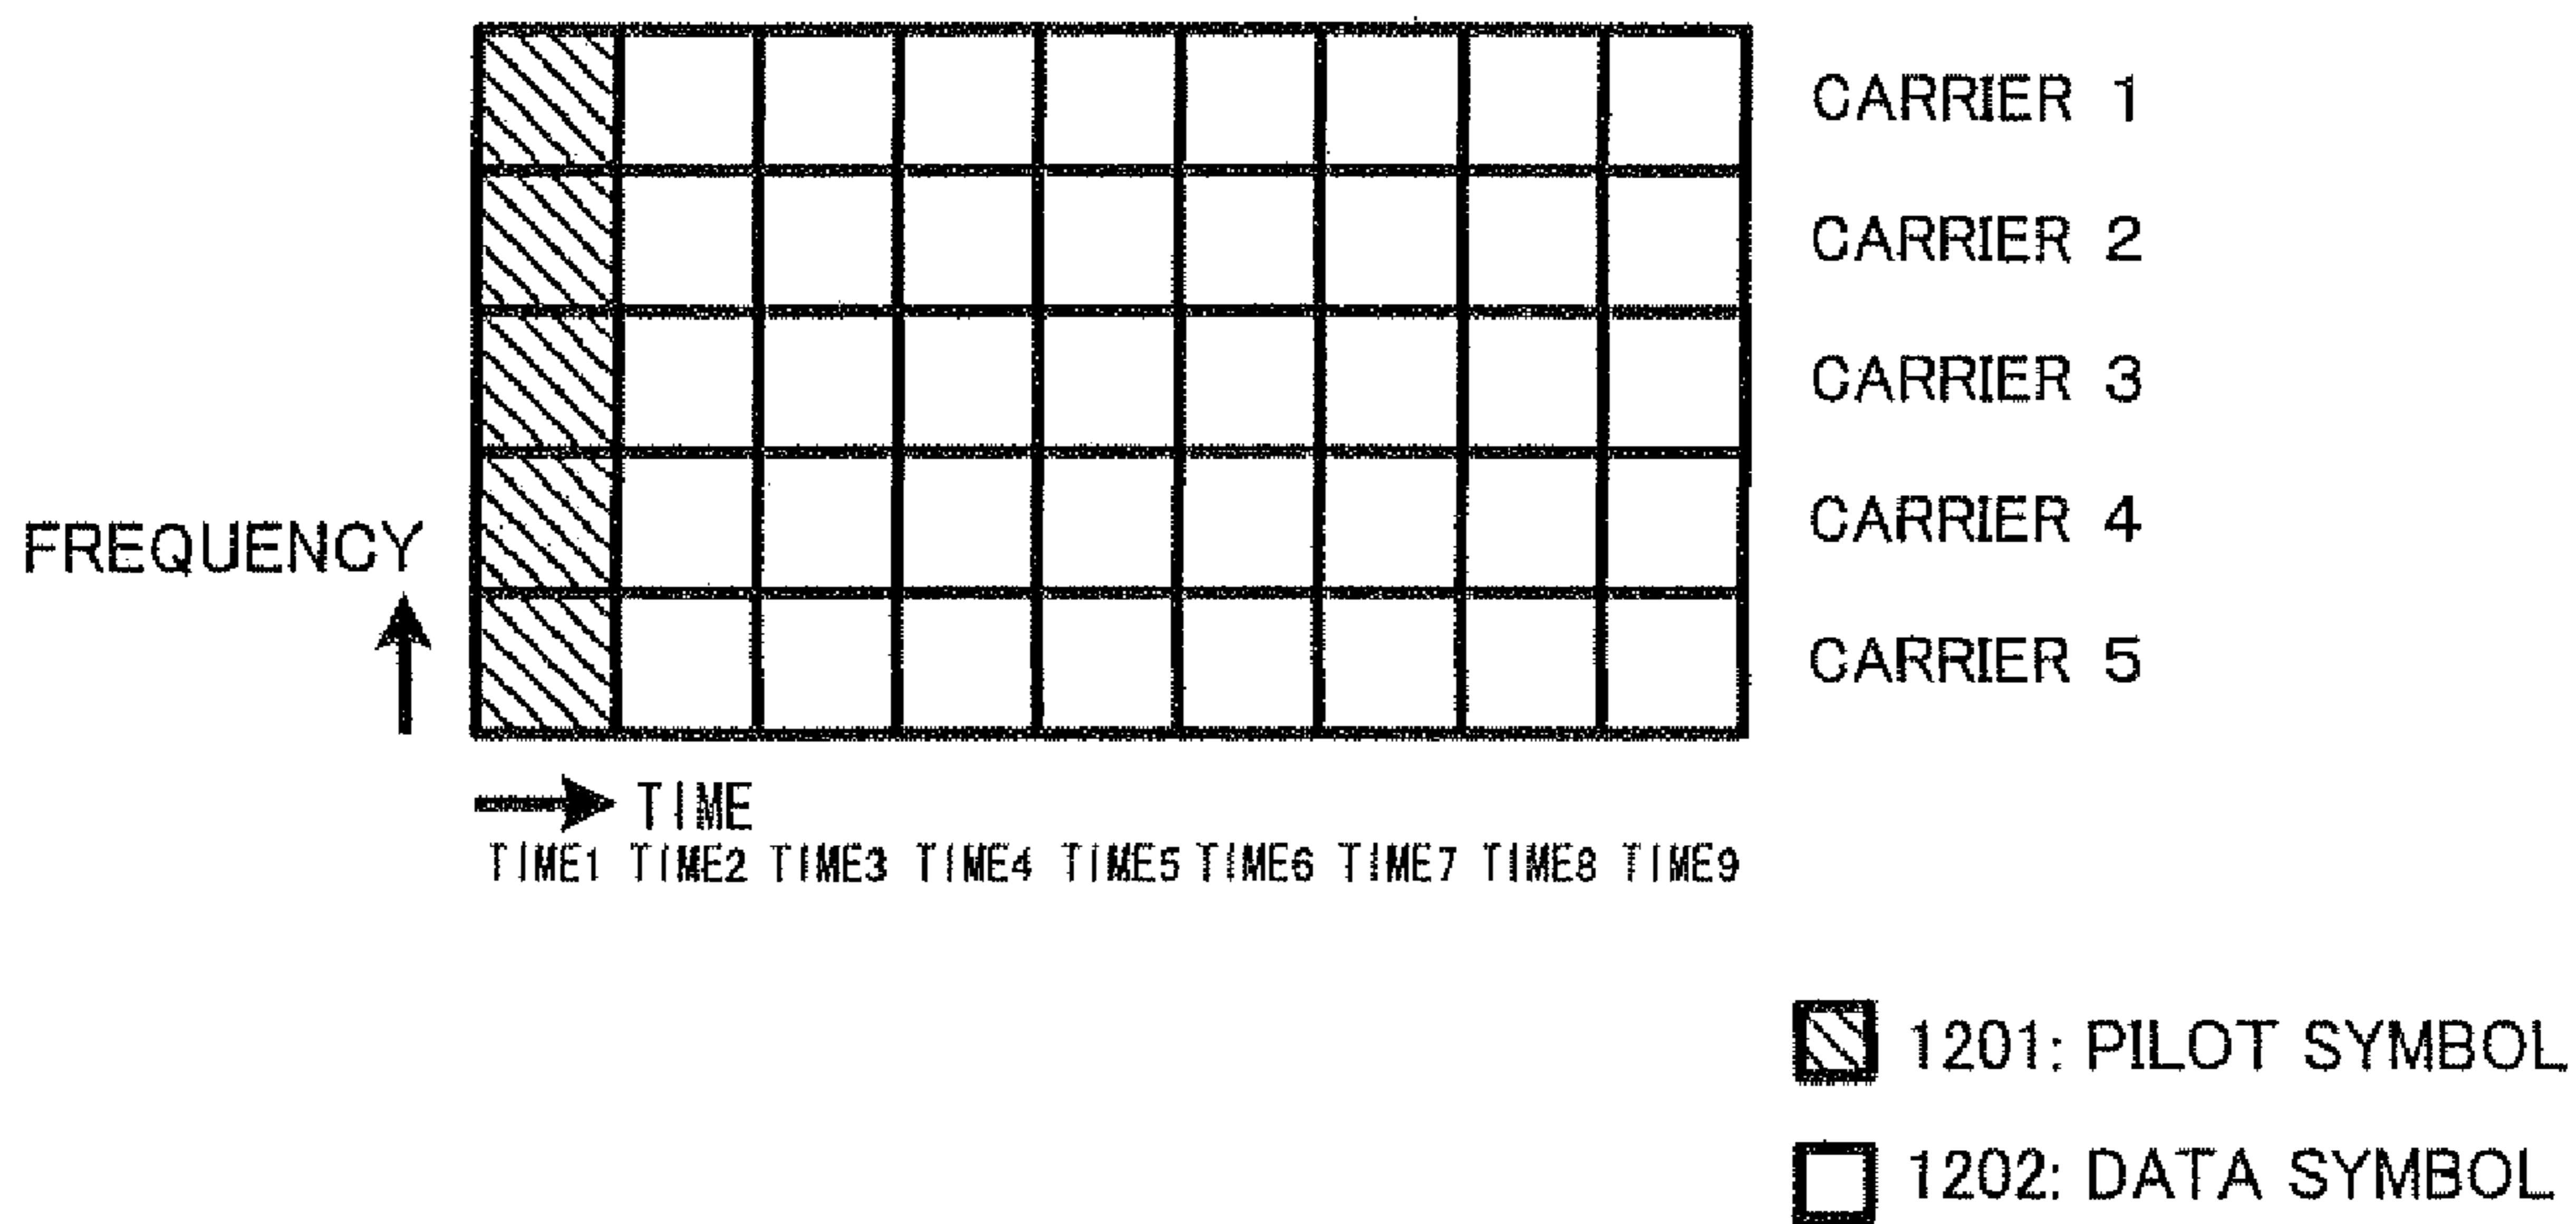 CARRIER 1
CARRIER 2
CARRIER 3
CARRIER 4
FREQUENCY
CARRIER 5
TIME
TIME1 TIME2 TIME3 TIME4 TIME5 TIME6 TIME7 TIME8 TIME9
1201: PILOT SYMBOL
1202: DATA SYMBOL